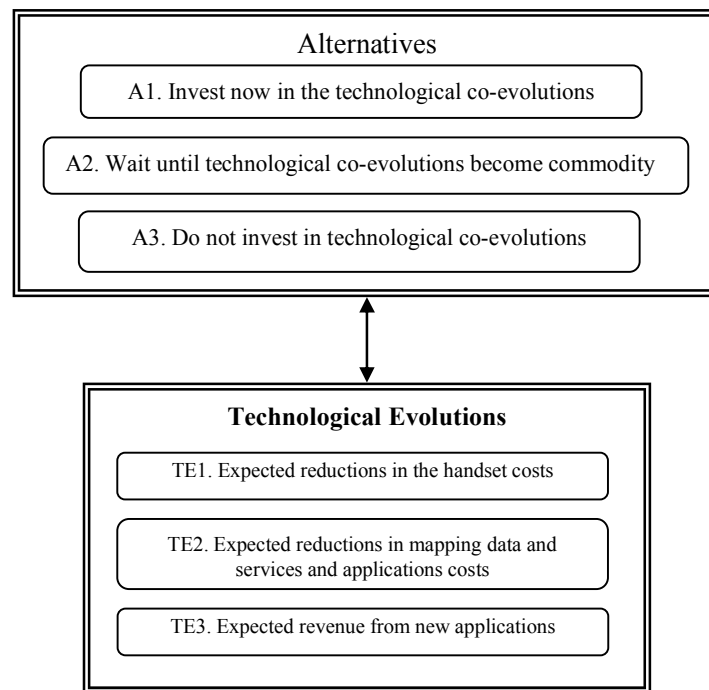 Alternatives
A1. Invest now in the technological co-evolutions
A2. Wait until technological co-evolutions become commodity
A3. Do not invest in technological co-evolutions
Technological Evolutions
TE1. Expected reductions in the handset costs
TE2. Expected reductions in mapping data and
services and applications costs
TE3. Expected revenue from new applications